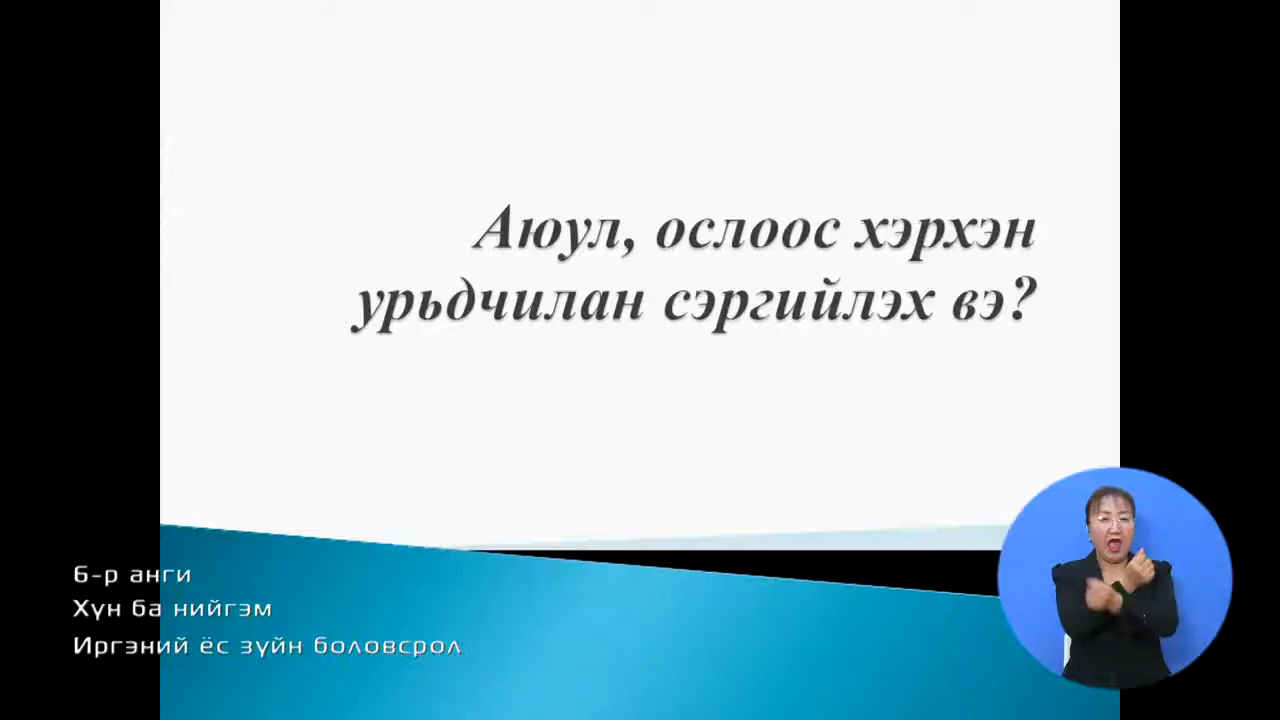 Аюул, ослоос хэрхэн
урьдчилан сэргийлэх вэ?
6-р анги
Хүн ба нийгэм
Иргэний ёс зүйн боловсрол